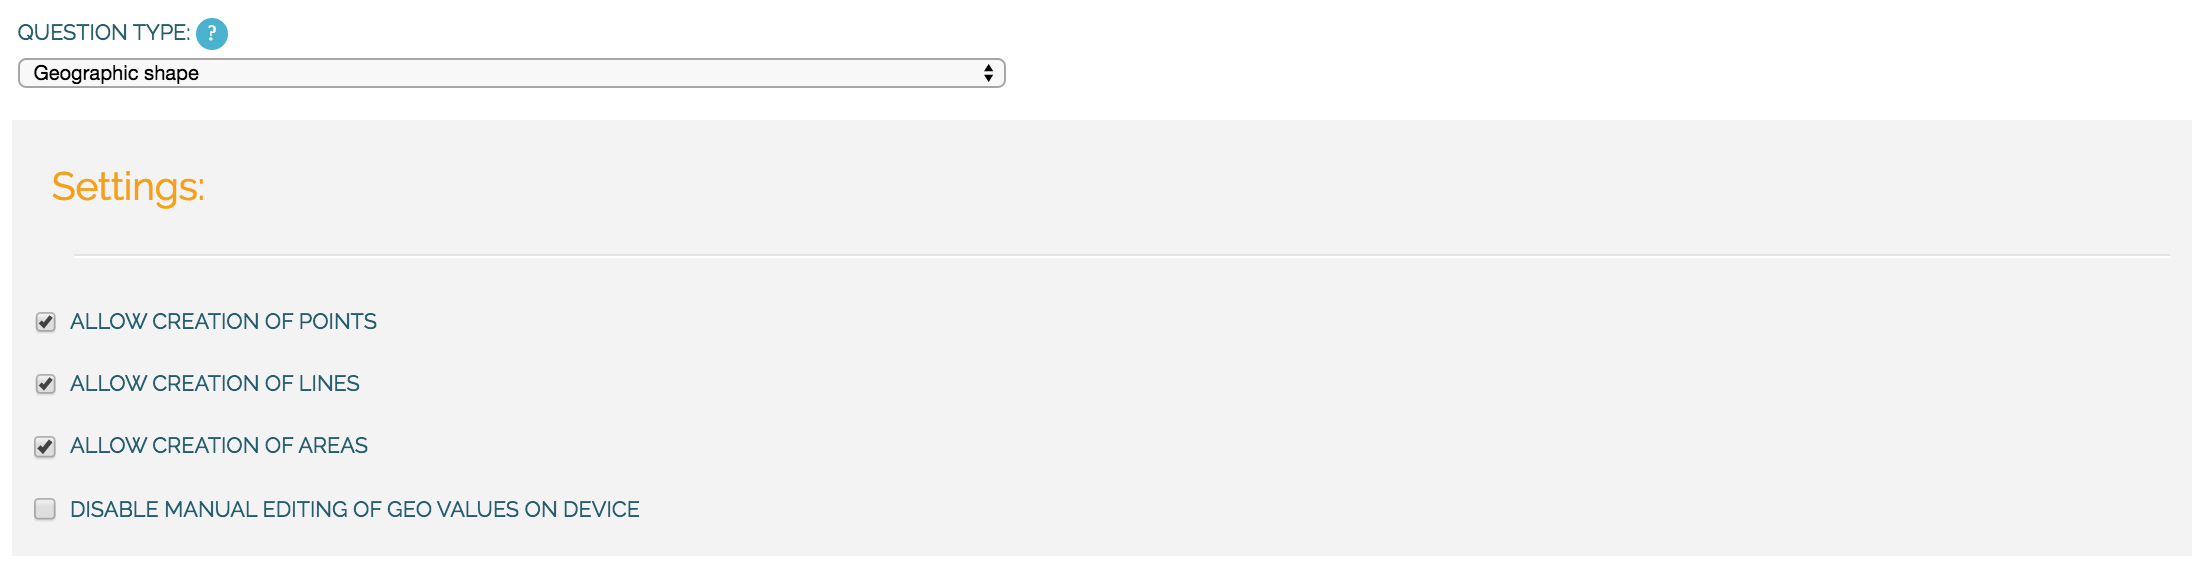 QUESTION TYPE: ?
Geographic shape
Settings:
ALLOW CREATION OF POINTS
ALLOW CREATION OF LINES
ALLOW CREATION OF AREAS
DISABLE MANUAL EDITING OF GEO VALUES ON DEVICE